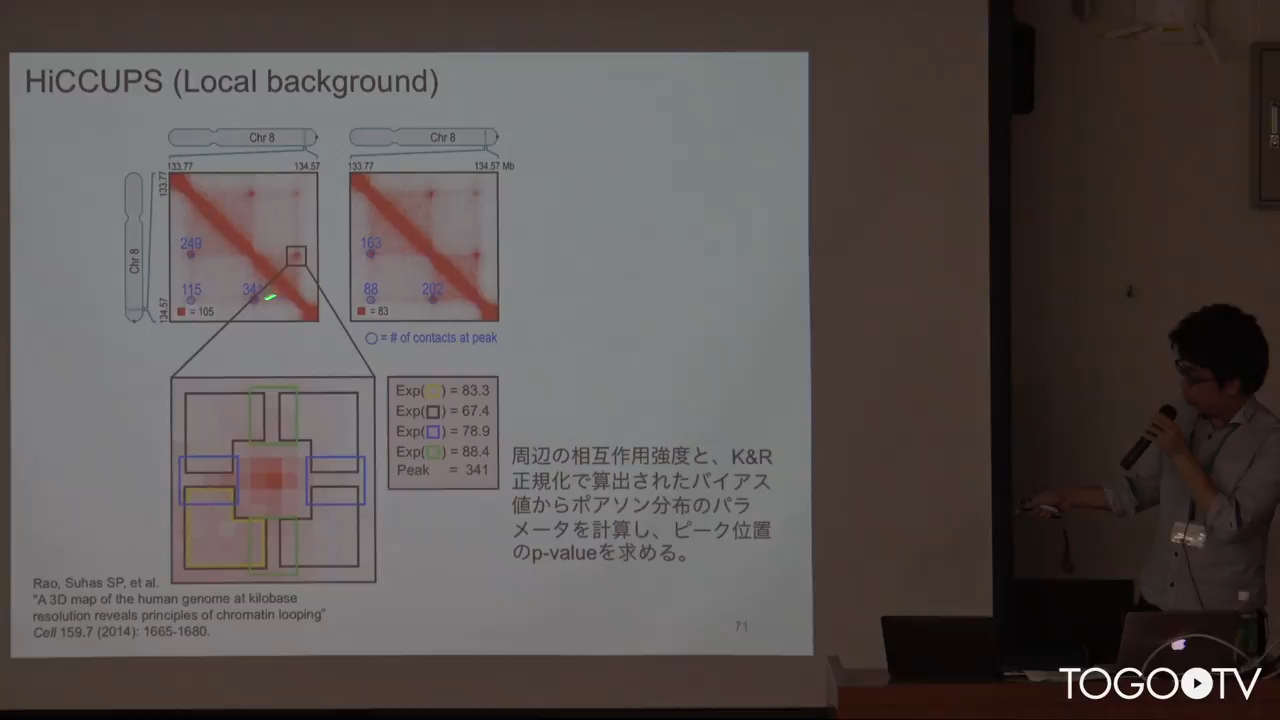 HiCCUPS (Local background)
Chr 8
Chr 8
133.77
134.57
133.77
134.57 Mb
133.77
Chr 8
134.57
249
115
341
= 105
163
88
202
= 83
= # of contacts at peak
Exp( ) = 83.3
Exp( ) = 67.4
Exp( ) = 78.9
Exp( ) = 88.4
Peak = 341
周辺の相互作用強度と、K&R
正規化で算出されたバイアス
値からポアソン分布のパラ
メータを計算し、ピーク位置
のp-valueを求める。
Rao, Suhas SP, et al.
"A 3D map of the human genome at kilobase
resolution reveals principles of chromatin looping"
Cell 159.7 (2014): 1665-1680.
71
TOGO TV